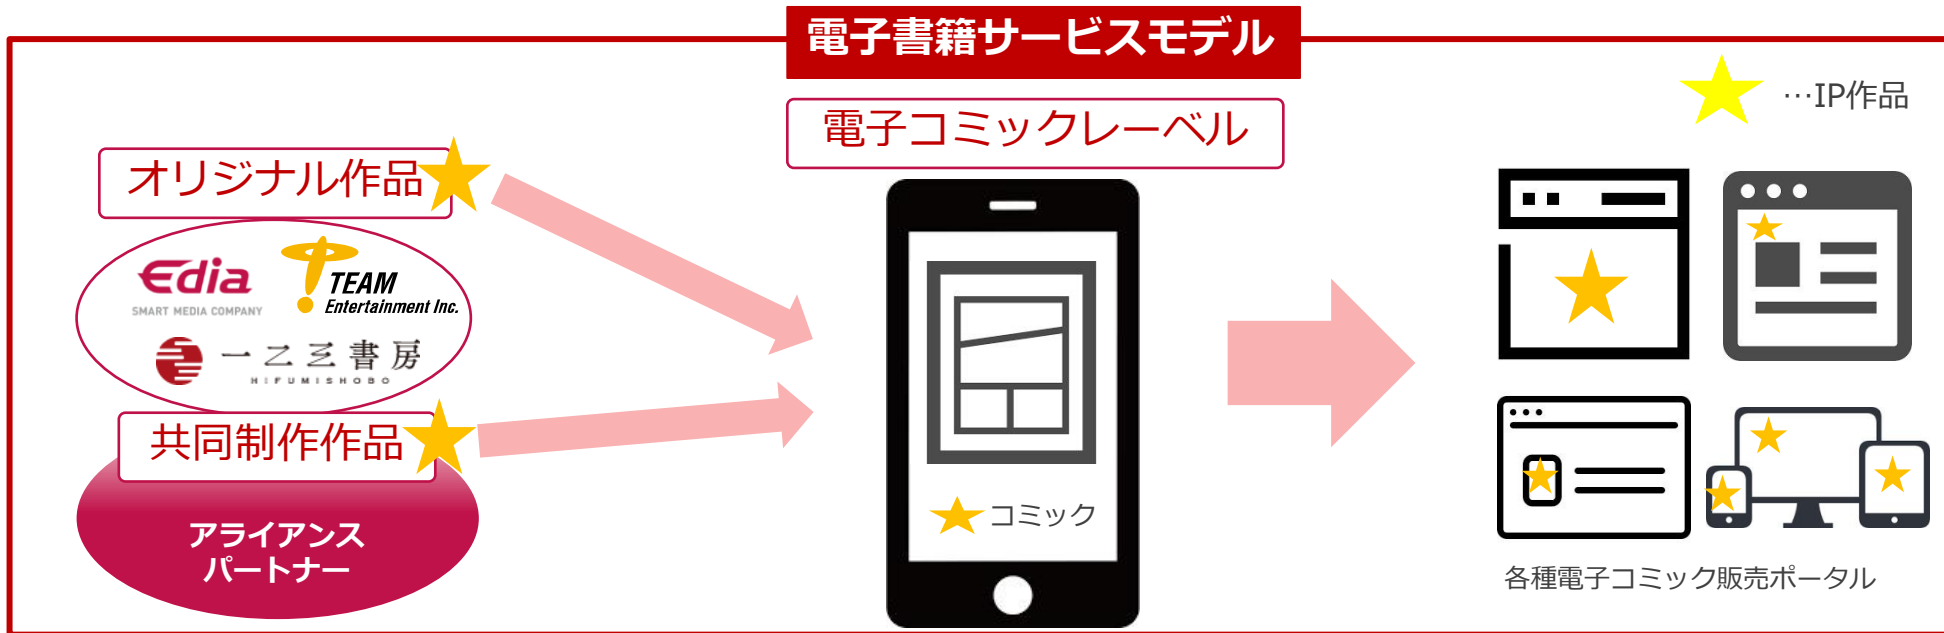 電子書籍サービスモデル
…IP作品
電子コミックレーベル
オリジナル作品
Edia
SMART MEDIA COMPANY
TEAM
Entertainment Inc.
一二三書房
HIFUMISHOBO
共同制作作品
アライアンス
パートナー
コミック
各種電子コミック販売ポータル